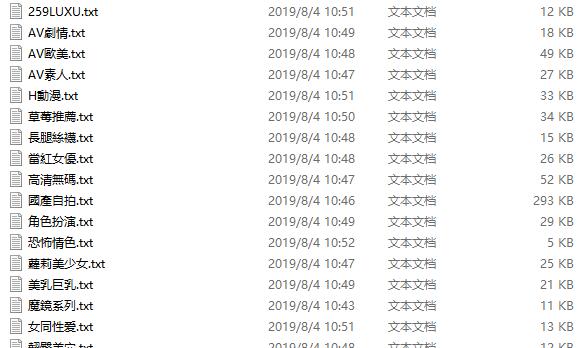 259LUXU.txt 2019/8/4 10:51 文本文档 12 KB
AV劇情.txt 2019/8/4 10:49 文本文档 18 KB
AV歐美.txt 2019/8/4 10:48 文本文档 49 KB
AV素人.txt 2019/8/4 10:47 文本文档 27 KB
H動漫.txt 2019/8/4 10:51 文本文档 33 KB
草莓推薦.txt 2019/8/4 10:50 文本文档 34 KB
長腿絲襪.txt 2019/8/4 10:48 文本文档 15 KB
當紅女優.txt 2019/8/4 10:48 文本文档 26 KB
高清無碼.txt 2019/8/4 10:47 文本文档 52 KB
國產自拍.txt 2019/8/4 10:46 文本文档 293 KB
角色扮演.txt 2019/8/4 10:49 文本文档 29 KB
恐怖情色.txt 2019/8/4 10:52 文本文档 5 KB
蘿莉美少女.txt 2019/8/4 10:47 文本文档 25 KB
美乳巨乳.txt 2019/8/4 10:49 文本文档 21 KB
魔鏡系列.txt 2019/8/4 10:43 文本文档 11 KB
女同性愛.txt 2019/8/4 10:51 文本文档 13 KB
2019/8/4 10:48 文本文档 12 KB